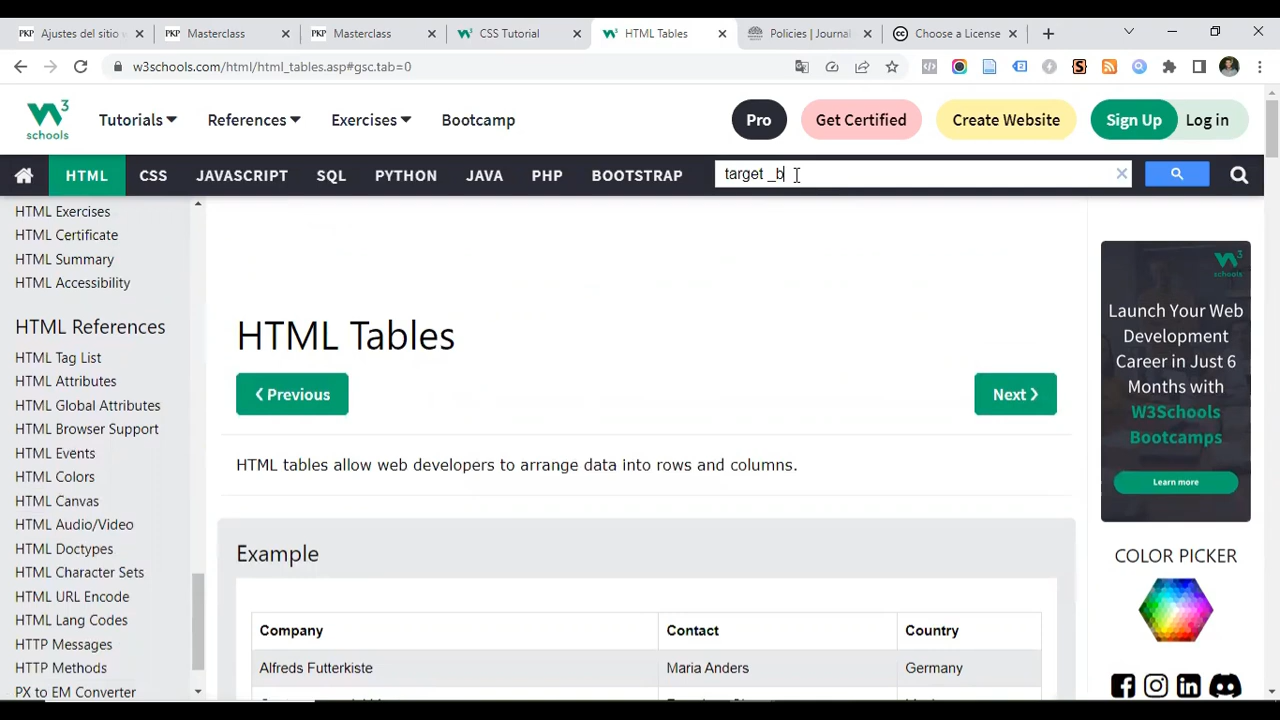 PKP Ajustes del sitio w
PKP Masterclass
PKP Masterclass
CSS Tutorial
HTML Tables
Policies | Journal
cc Choose a License
w3schools.com/html/html_tables.asp#gsc.tab=0
W3 schools
Tutorials
References
Exercises
Bootcamp
Pro
Get Certified
Create Website
Sign Up
Log in
HTML
CSS
JAVASCRIPT
SQL
PYTHON
JAVA
PHP
BOOTSTRAP
target _b
HTML Exercises
HTML Certificate
HTML Summary
HTML Accessibility
HTML References
HTML Tag List
HTML Attributes
HTML Global Attributes
HTML Browser Support
HTML Events
HTML Colors
HTML Canvas
HTML Audio/Video
HTML Doctypes
HTML Character Sets
HTML URL Encode
HTML Lang Codes
HTTP Messages
HTTP Methods
PX to EM Converter
HTML Tables
❮ Previous
Next ❯
HTML tables allow web developers to arrange data into rows and columns.
Example
Company Contact Country
Alfreds Futterkiste Maria Anders Germany
W3 schools
Launch Your Web
Development
Career in Just 6
Months with
W3Schools
Bootcamps
Learn more
COLOR PICKER